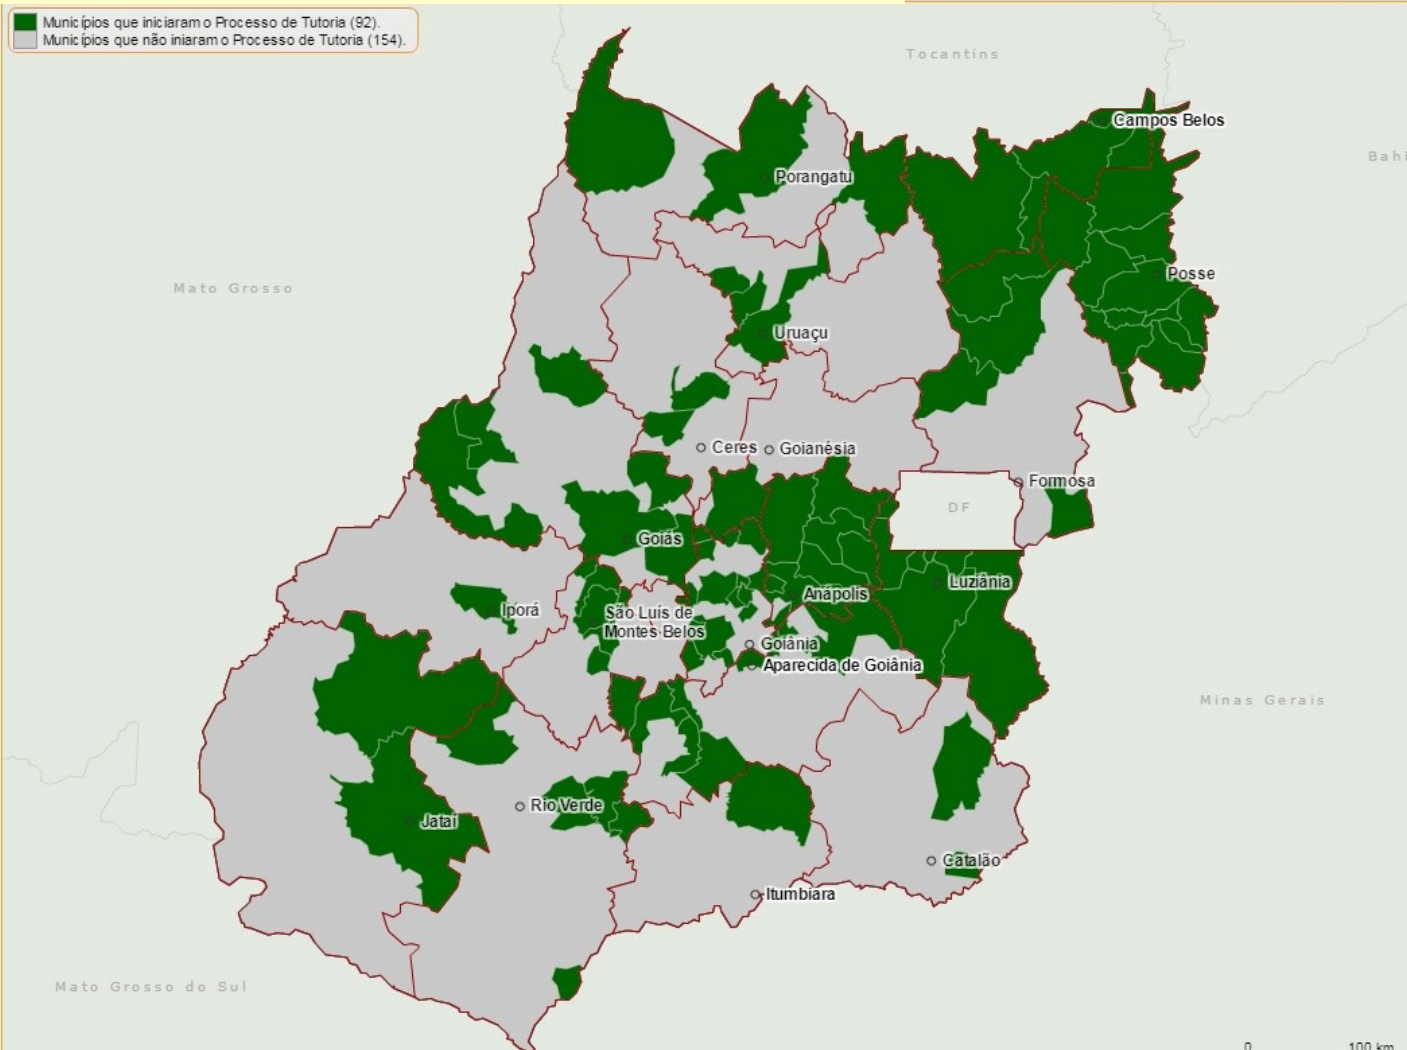 Municípios que iniciaram o Processo de Tutoria (92).
Municípios que não iniaram o Processo de Tutoria (154).
Tocantins
Campos Belos
Bahi
Porangatu
Posse
Mato Grosso
Uruaçu
Ceres
Goianésia
Formosa
DF
Goiás
Luziânia
Anápolis
Iporá
São Luís de
Montes Belos
Goiânia
Aparecida de Goiânia
Minas Gerais
Rio Verde
Jataí
Catalão
Itumbiara
Mato Grosso do Sul
0 100 km